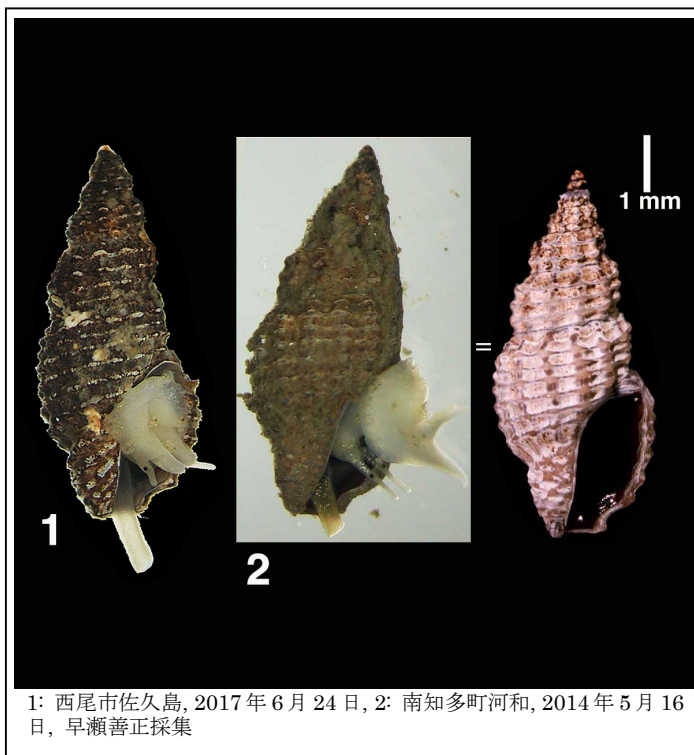 1 mm
=
1
2
1: 西尾市佐久島, 2017 年 6 月 24 日, 2: 南知多町河和, 2014 年 5 月 16
日, 早瀬善正採集